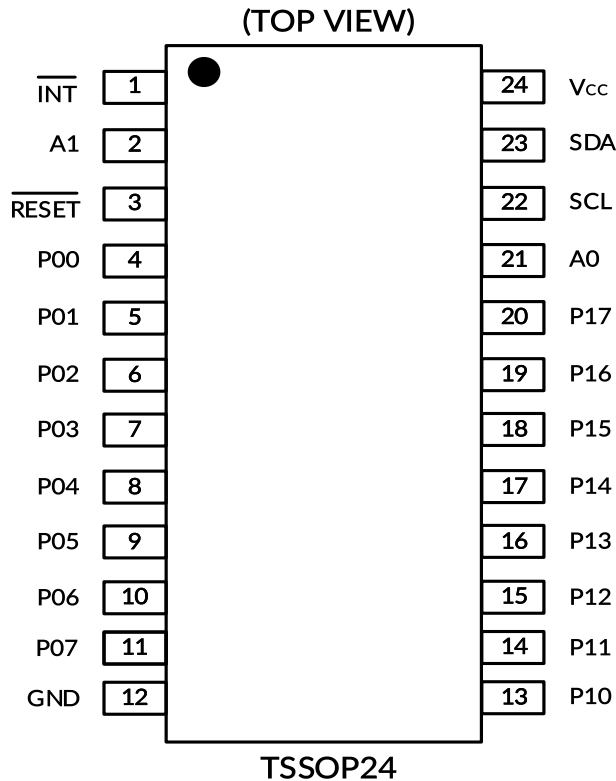 (TOP VIEW)
INT 1 24 Vcc
A1 2 23 SDA
RESET 3 22 SCL
P00 4 21 A0
P01 5 20 P17
P02 6 19 P16
P03 7 18 P15
P04 8 17 P14
P05 9 16 P13
P06 10 15 P12
P07 11 14 P11
GND 12 13 P10
TSSOP24